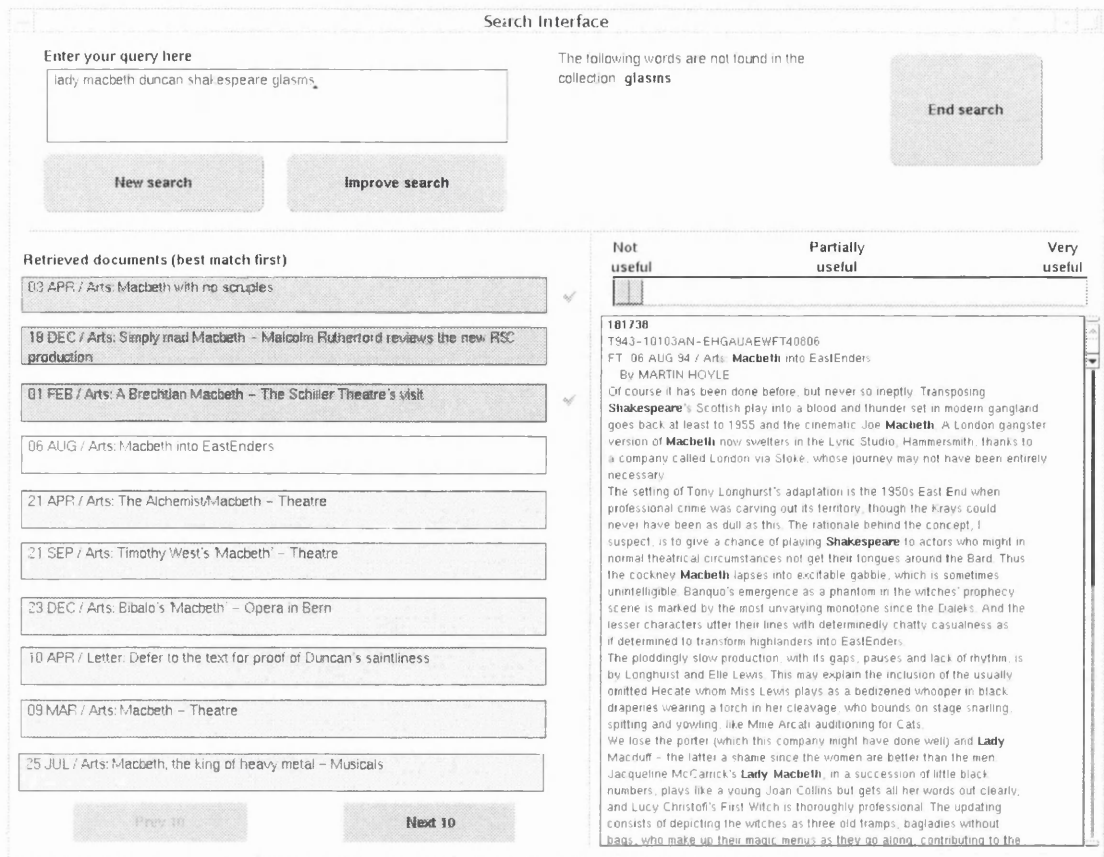 Search Interface
Enter your query here
lady macbeth duncan shakespeare glasms
The following words are not found in the
collection glasms
End search
New search
Improve search
Retrieved documents (best match first)
03 APR / Arts: Macbeth with no scruples
18 DEC / Arts: Simply mad Macbeth – Malcolm Rutherford reviews the new RSC
production
01 FEB / Arts: A Brechtian Macbeth – The Schiller Theatre's visit
06 AUG / Arts: Macbeth into EastEnders
21 APR / Arts: The Alchemist/Macbeth – Theatre
21 SEP / Arts: Timothy West's 'Macbeth' – Theatre
23 DEC / Arts: Bibalo's 'Macbeth' – Opera in Bern
10 APR / Letter: Defer to the text for proof of Duncan's saintliness
09 MAR / Arts: Macbeth – Theatre
25 JUL / Arts: Macbeth, the king of heavy metal – Musicals
Prev 10
Next 10
Not useful
Partially useful
Very useful
181738
T943-10103AN-EHGAUAEWFT40806
FT 06 AUG 94 / Arts: Macbeth into EastEnders
By MARTIN HOYLE
Of course it has been done before, but never so ineptly. Transposing
Shakespeare's Scottish play into a blood and thunder set in modern gangland
goes back at least to 1955 and the cinematic Joe Macbeth. A London gangster
version of Macbeth now swelters in the Lyric Studio, Hammersmith, thanks to
a company called London via Stoke, whose journey may not have been entirely
necessary.
The setting of Tony Longhurst's adaptation is the 1950s East End when
professional crime was carving out its territory, though the Krays could
never have been as dull as this. The rationale behind the concept, I
suspect, is to give a chance of playing Shakespeare to actors who might in
normal theatrical circumstances not get their tongues around the Bard. Thus
the cockney Macbeth lapses into excitable gabble, which is sometimes
unintelligible. Banquo's emergence as a phantom in the witches' prophecy
scene is marked by the most unvarying monotone since the Daleks. And the
lesser characters utter their lines with determinedly chatty casualness as
if determined to transform highlanders into EastEnders.
The ploddingly slow production, with its gaps, pauses and lack of rhythm, is
by Longhurst and Elle Lewis. This may explain the inclusion of the usually
omitted Hecate whom Miss Lewis plays as a bedizened whooper in black
draperies wearing a torch in her cleavage, who bounds on stage snarling,
spitting and yowling, like Mme Arcati auditioning for Cats.
We lose the porter (which this company might have done well) and Lady
Macduff – the latter a shame since the women are better than the men.
Jacqueline McCarrick's Lady Macbeth, in a succession of little black
numbers, plays like a young Joan Collins but gets all her words out clearly;
and Lucy Christofi's First Witch is thoroughly professional. The updating
consists of depicting the witches as three old tramps, bagladies without
bags, who make up their magic menus as they go along, contributing to the